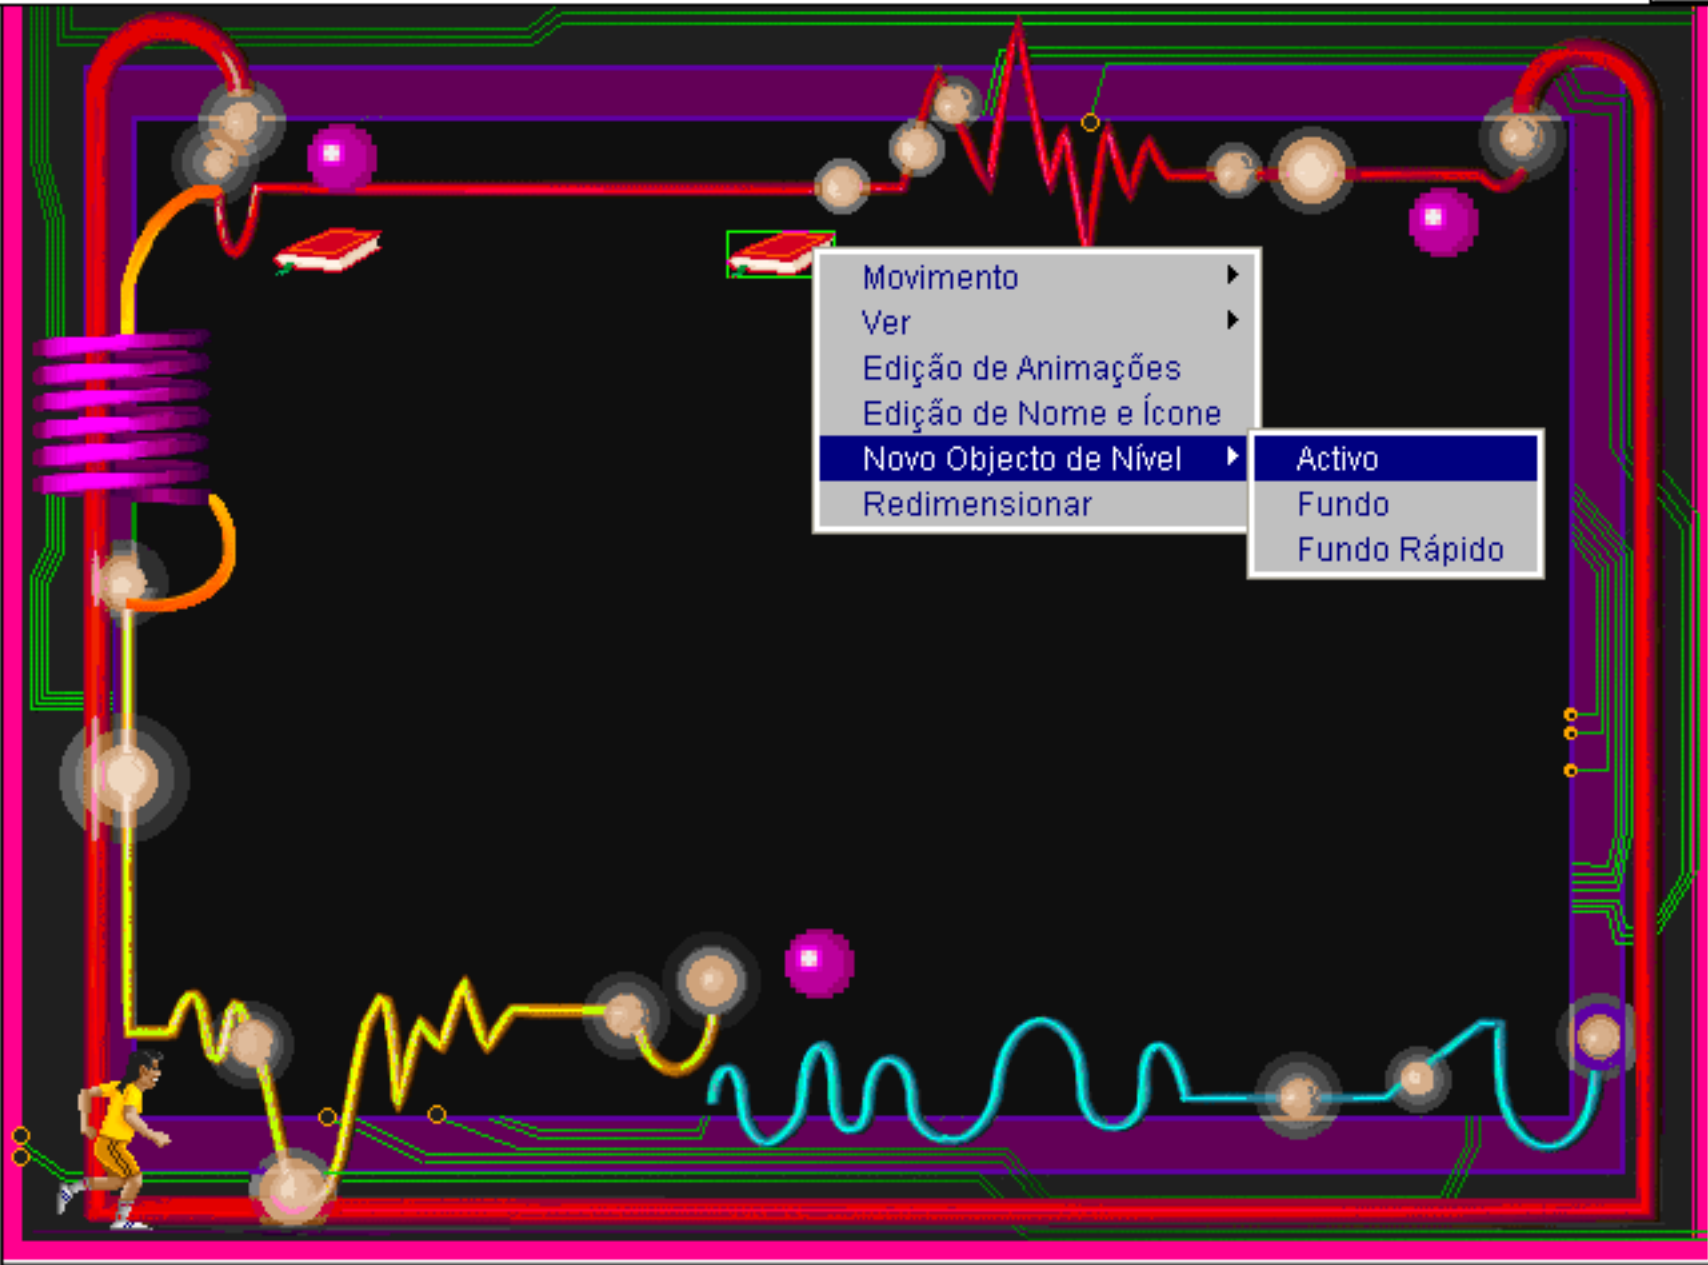 Movimento
Ver
Edição de Animações
Edição de Nome e Ícone
Novo Objecto de Nível
Redimensionar
Activo
Fundo
Fundo Rápido